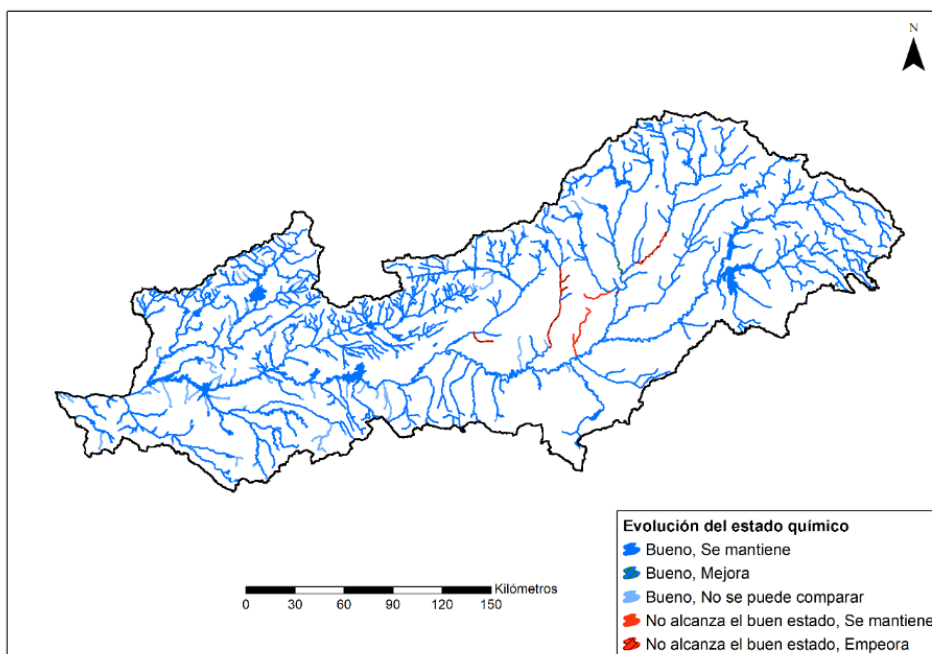 N
Evolución del estado químico
Bueno, Se mantiene
Bueno, Mejora
Bueno, No se puede comparar
No alcanza el buen estado, Se mantiene
No alcanza el buen estado, Empeora
Kilómetros
0 30 60 90 120 150